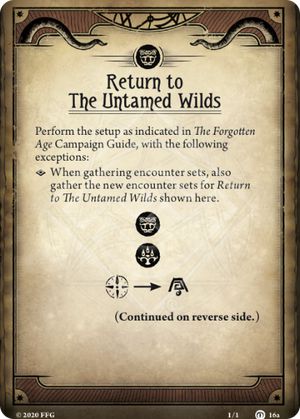 Return to
The Untamed Wilds
Perform the setup as indicated in The Forgotten
Age Campaign Guide, with the following
exceptions:
When gathering encounter sets, also
gather the new encounter sets for Return
to The Untamed Wilds shown here.
(Continued on reverse side.)
© 2020 FFG
1/1
16a